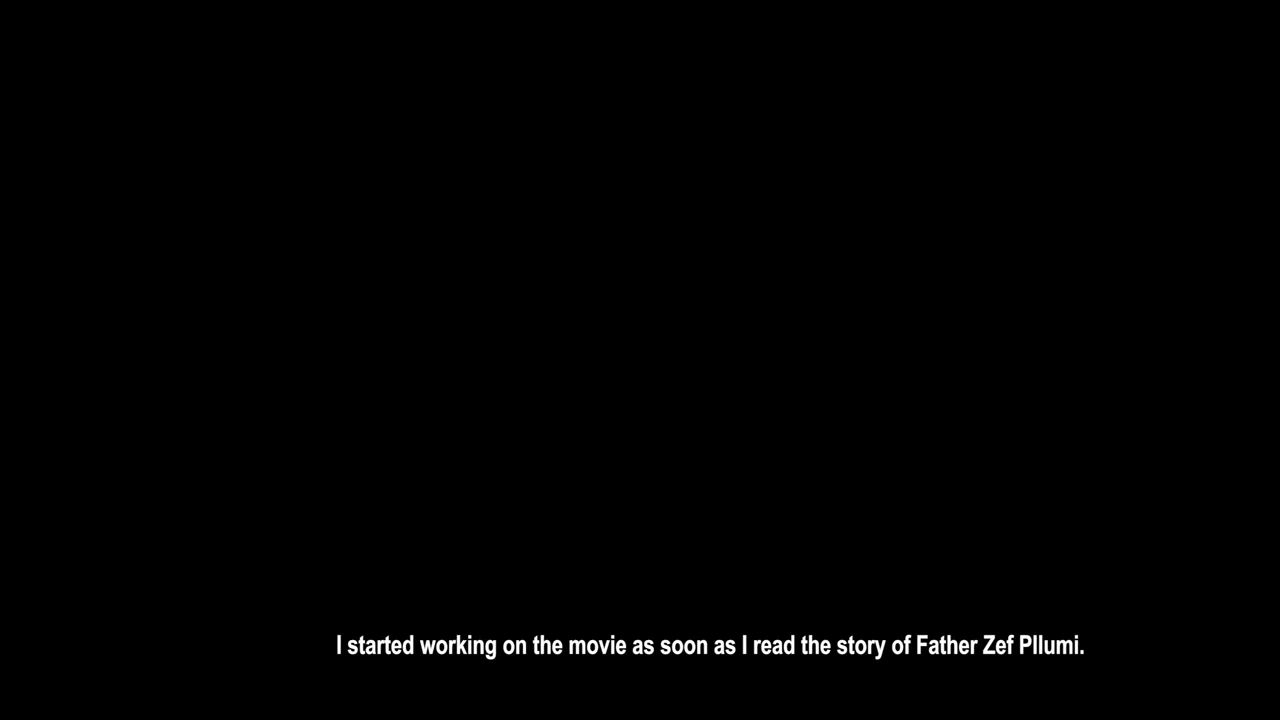 I started working on the movie as soon as I read the story of Father Zef Pllumi.